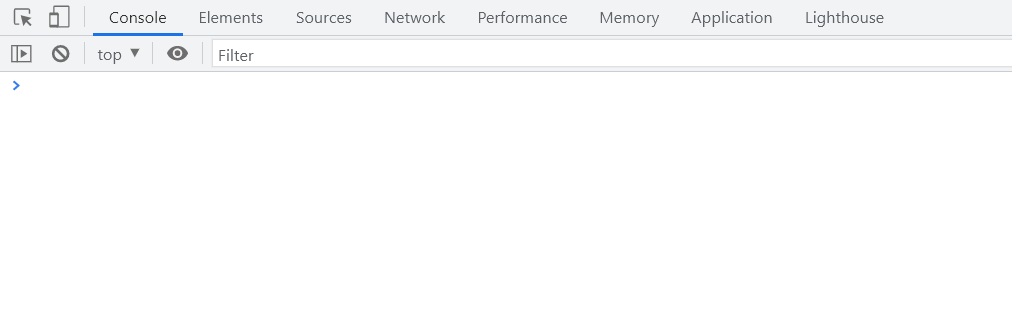 Console Elements Sources Network Performance Memory Application Lighthouse
top Filter